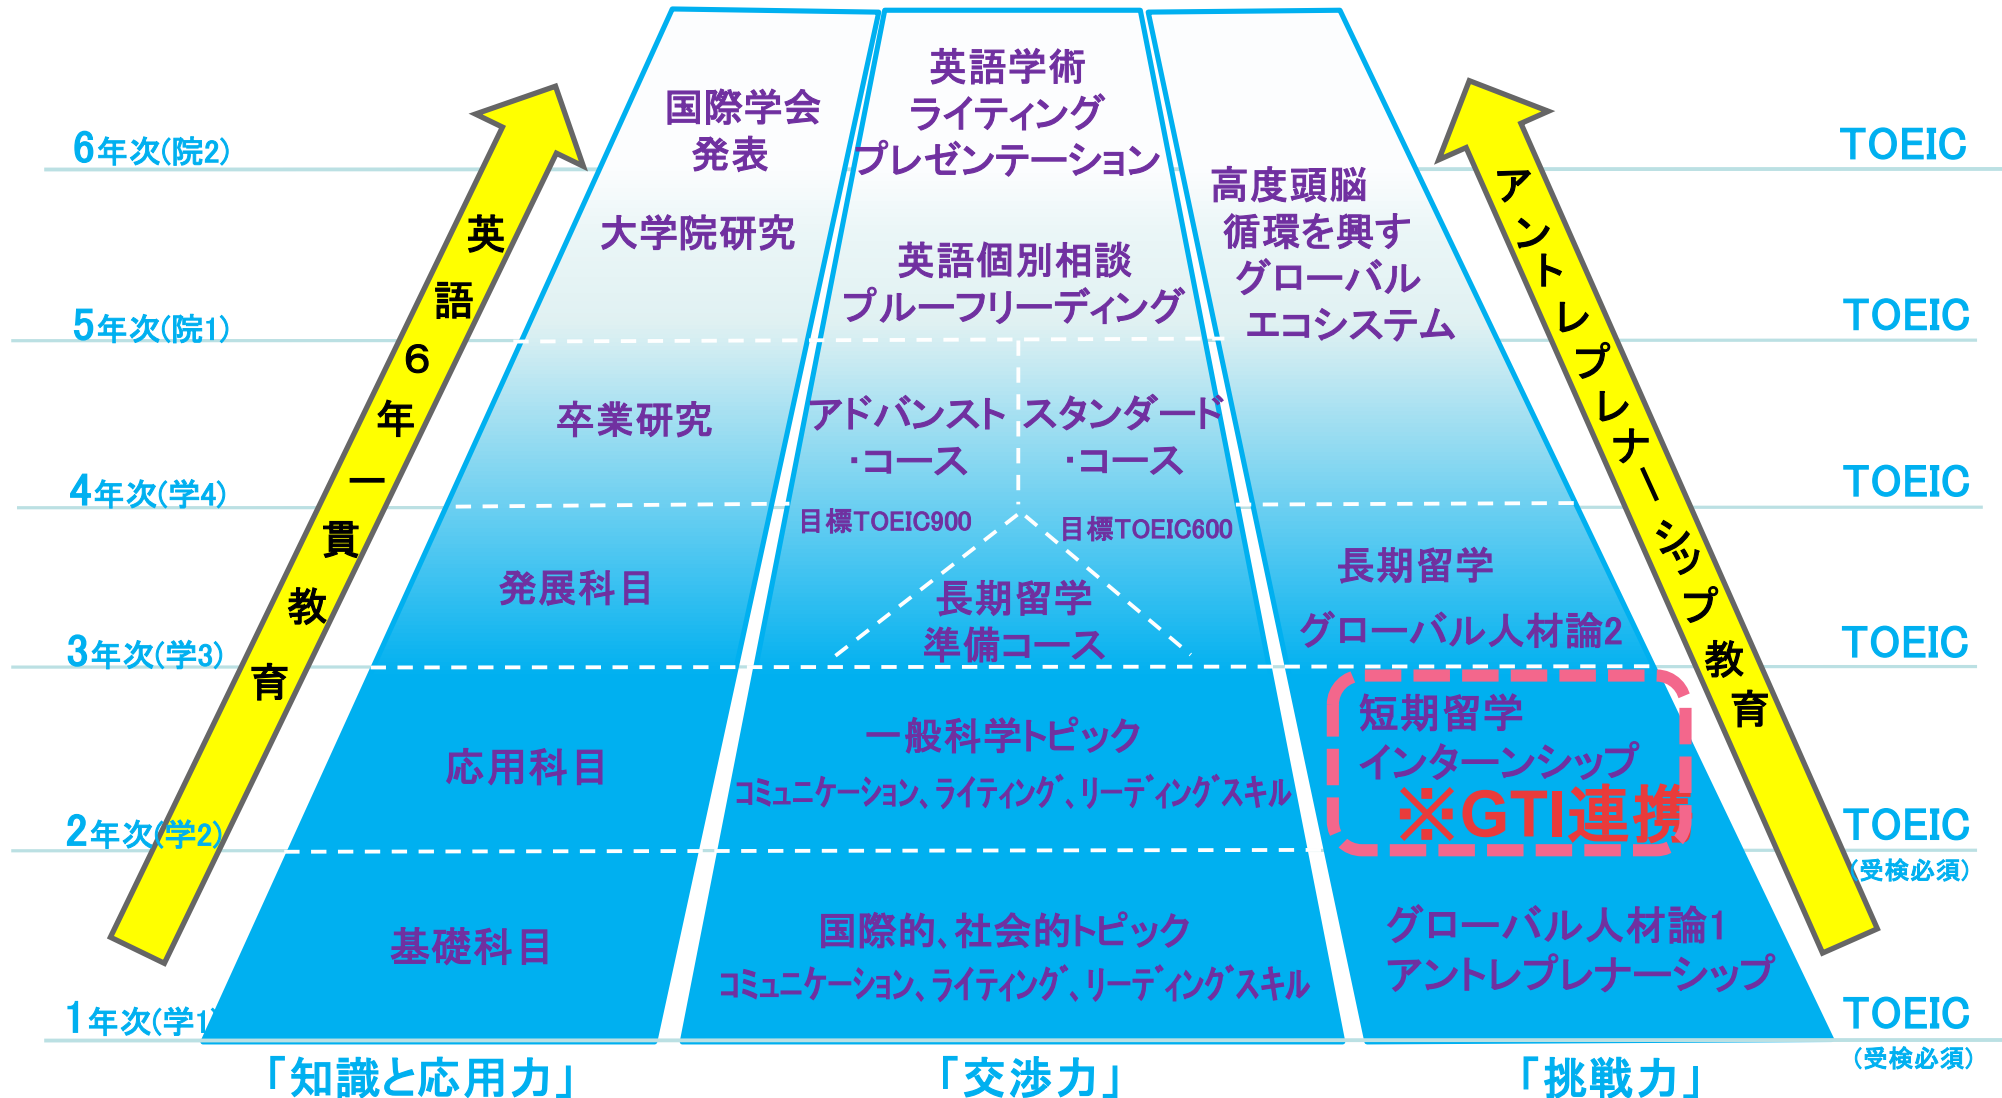 英語学術
ライティング
プレゼンテーション
国際学会
発表
6年次(院2)
TOEIC
高度頭脳
循環を興す
グローバル
エコシステム
大学院研究
英語個別相談
プルーフリーディング
5年次(院1)
TOEIC
卒業研究
アドバンスト
・コース
スタンダード
・コース
4年次(学4)
TOEIC
目標TOEIC900
目標TOEIC600
発展科目
長期留学
準備コース
長期留学
グローバル人材論2
3年次(学3)
TOEIC
応用科目
一般科学トピック
コミュニケーション、ライティング、リーディングスキル
短期留学
インターンシップ
※GTI連携
2年次(学2)
TOEIC
(受検必須)
基礎科目
国際的、社会的トピック
コミュニケーション、ライティング、リーディングスキル
グローバル人材論1
アントレプレナーシップ
1年次(学1)
TOEIC
(受検必須)
「知識と応用力」
「交渉力」
「挑戦力」
英語6年一貫教育
アントレプレナーシップ教育